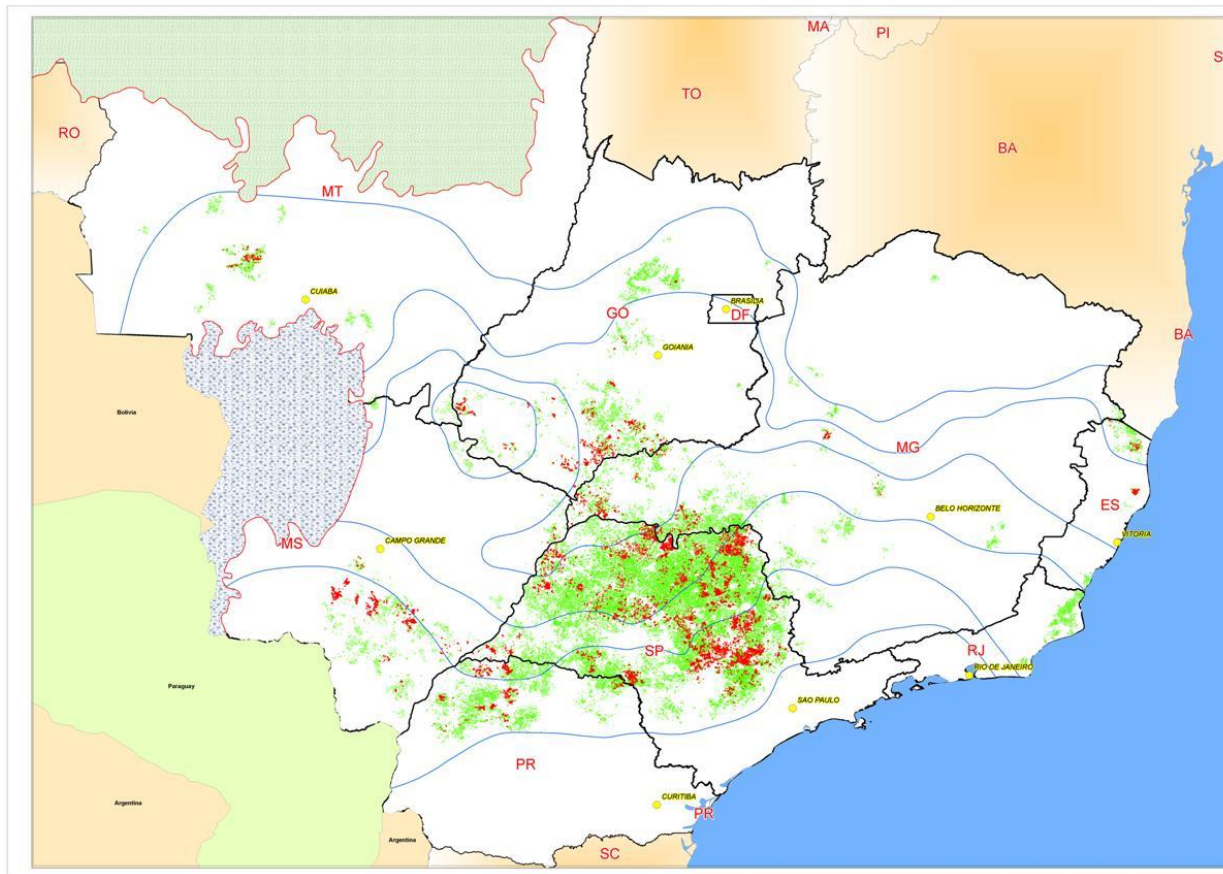 MA
PI
S
TO
RO
BA
MT
CUIABA
BRASILIA
GO
DF
BA
GOIANIA
Bolivia
MG
ES
BELO HORIZONTE
MS
CAMPO GRANDE
VITORIA
SP
RJ
RIO DE JANEIRO
Paraguay
SAO PAULO
PR
Argentina
CURITIBA
PR
Argentina
SC